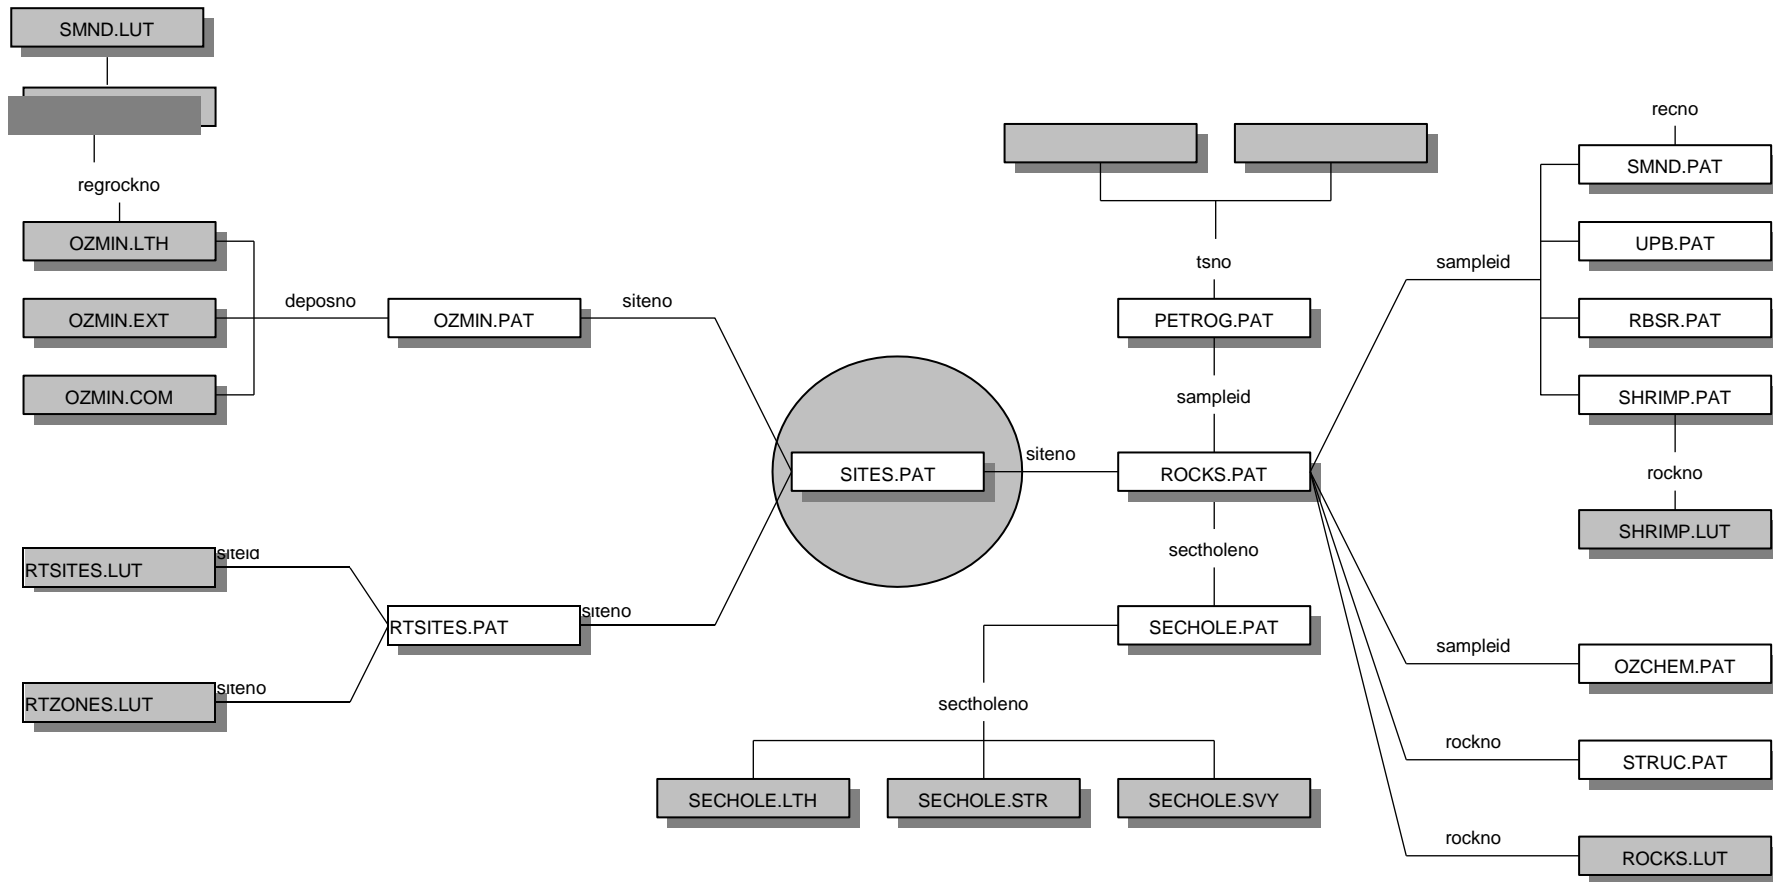 SMND.LUT
recno
SMND.PAT
regrockno
OZMIN.LTH
UPB.PAT
tsno
sampleid
deposno
siteno
OZMIN.EXT
OZMIN.PAT
PETROG.PAT
RBSR.PAT
OZMIN.COM
sampleid
SHRIMP.PAT
siteno
SITES.PAT
ROCKS.PAT
rockno
SHRIMP.LUT
sectholeno
siteid
RTSITES.LUT
siteno
RTSITES.PAT
SECHOLE.PAT
sampleid
OZCHEM.PAT
siteno
RTZONES.LUT
sectholeno
rockno
STRUC.PAT
SECHOLE.LTH
SECHOLE.STR
SECHOLE.SVY
rockno
ROCKS.LUT